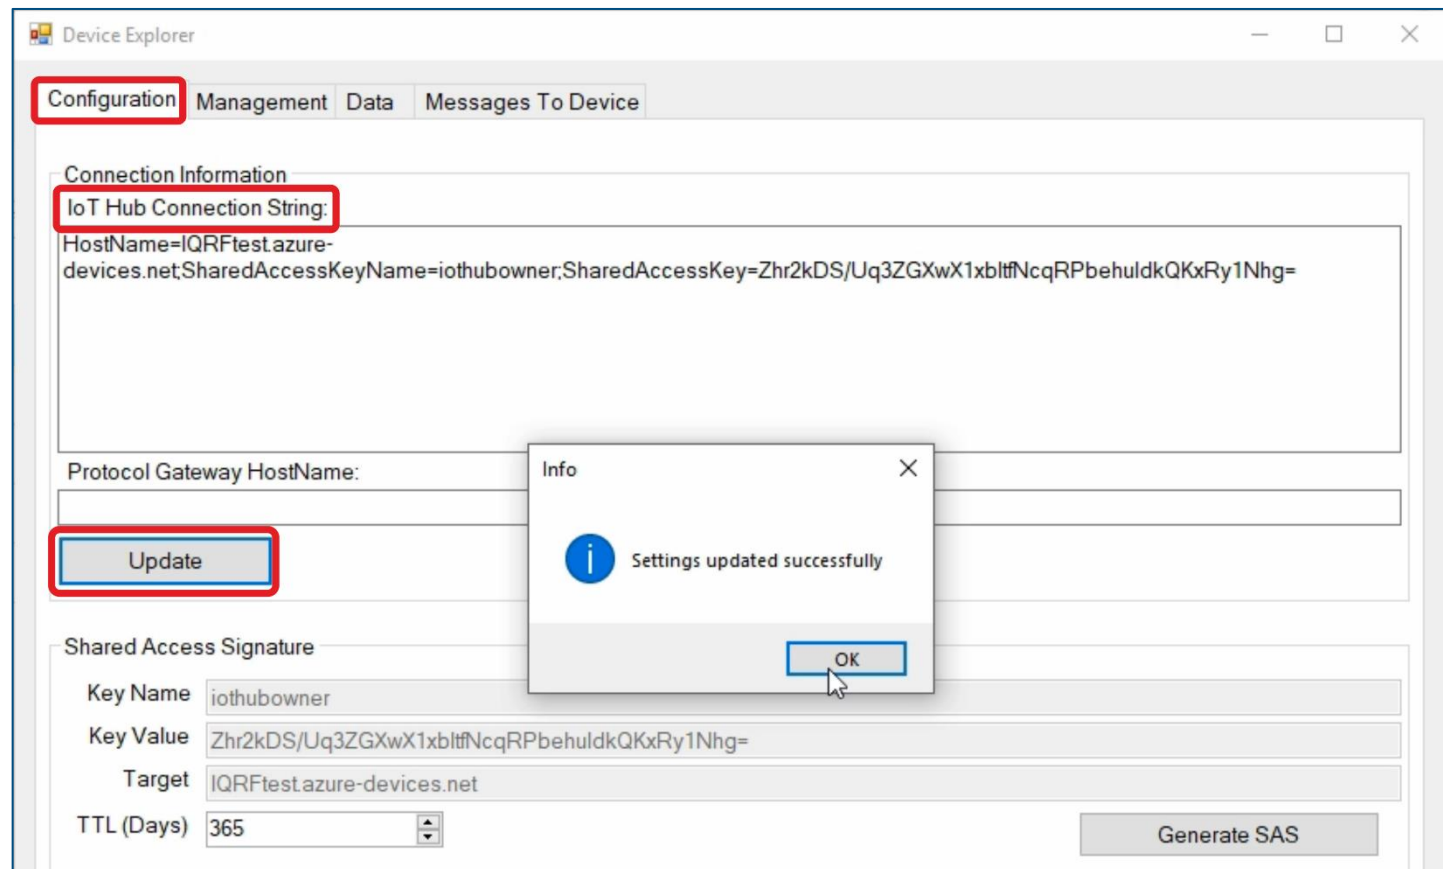 Device Explorer
Configuration Management Data Messages To Device
Connection Information
IoT Hub Connection String:
HostName=IQRFtest.azure-
devices.net;SharedAccessKeyName=iothubowner;SharedAccessKey=Zhr2kDS/Uq3ZGXwX1xbltfNcqRPbehuldkQKxRy1Nhg=
Protocol Gateway HostName:
Info
Update
Settings updated successfully
OK
Shared Access Signature
Key Name iothubowner
Key Value Zhr2kDS/Uq3ZGXwX1xbltfNcqRPbehuldkQKxRy1Nhg=
Target IQRFtest.azure-devices.net
TTL (Days) 365
Generate SAS